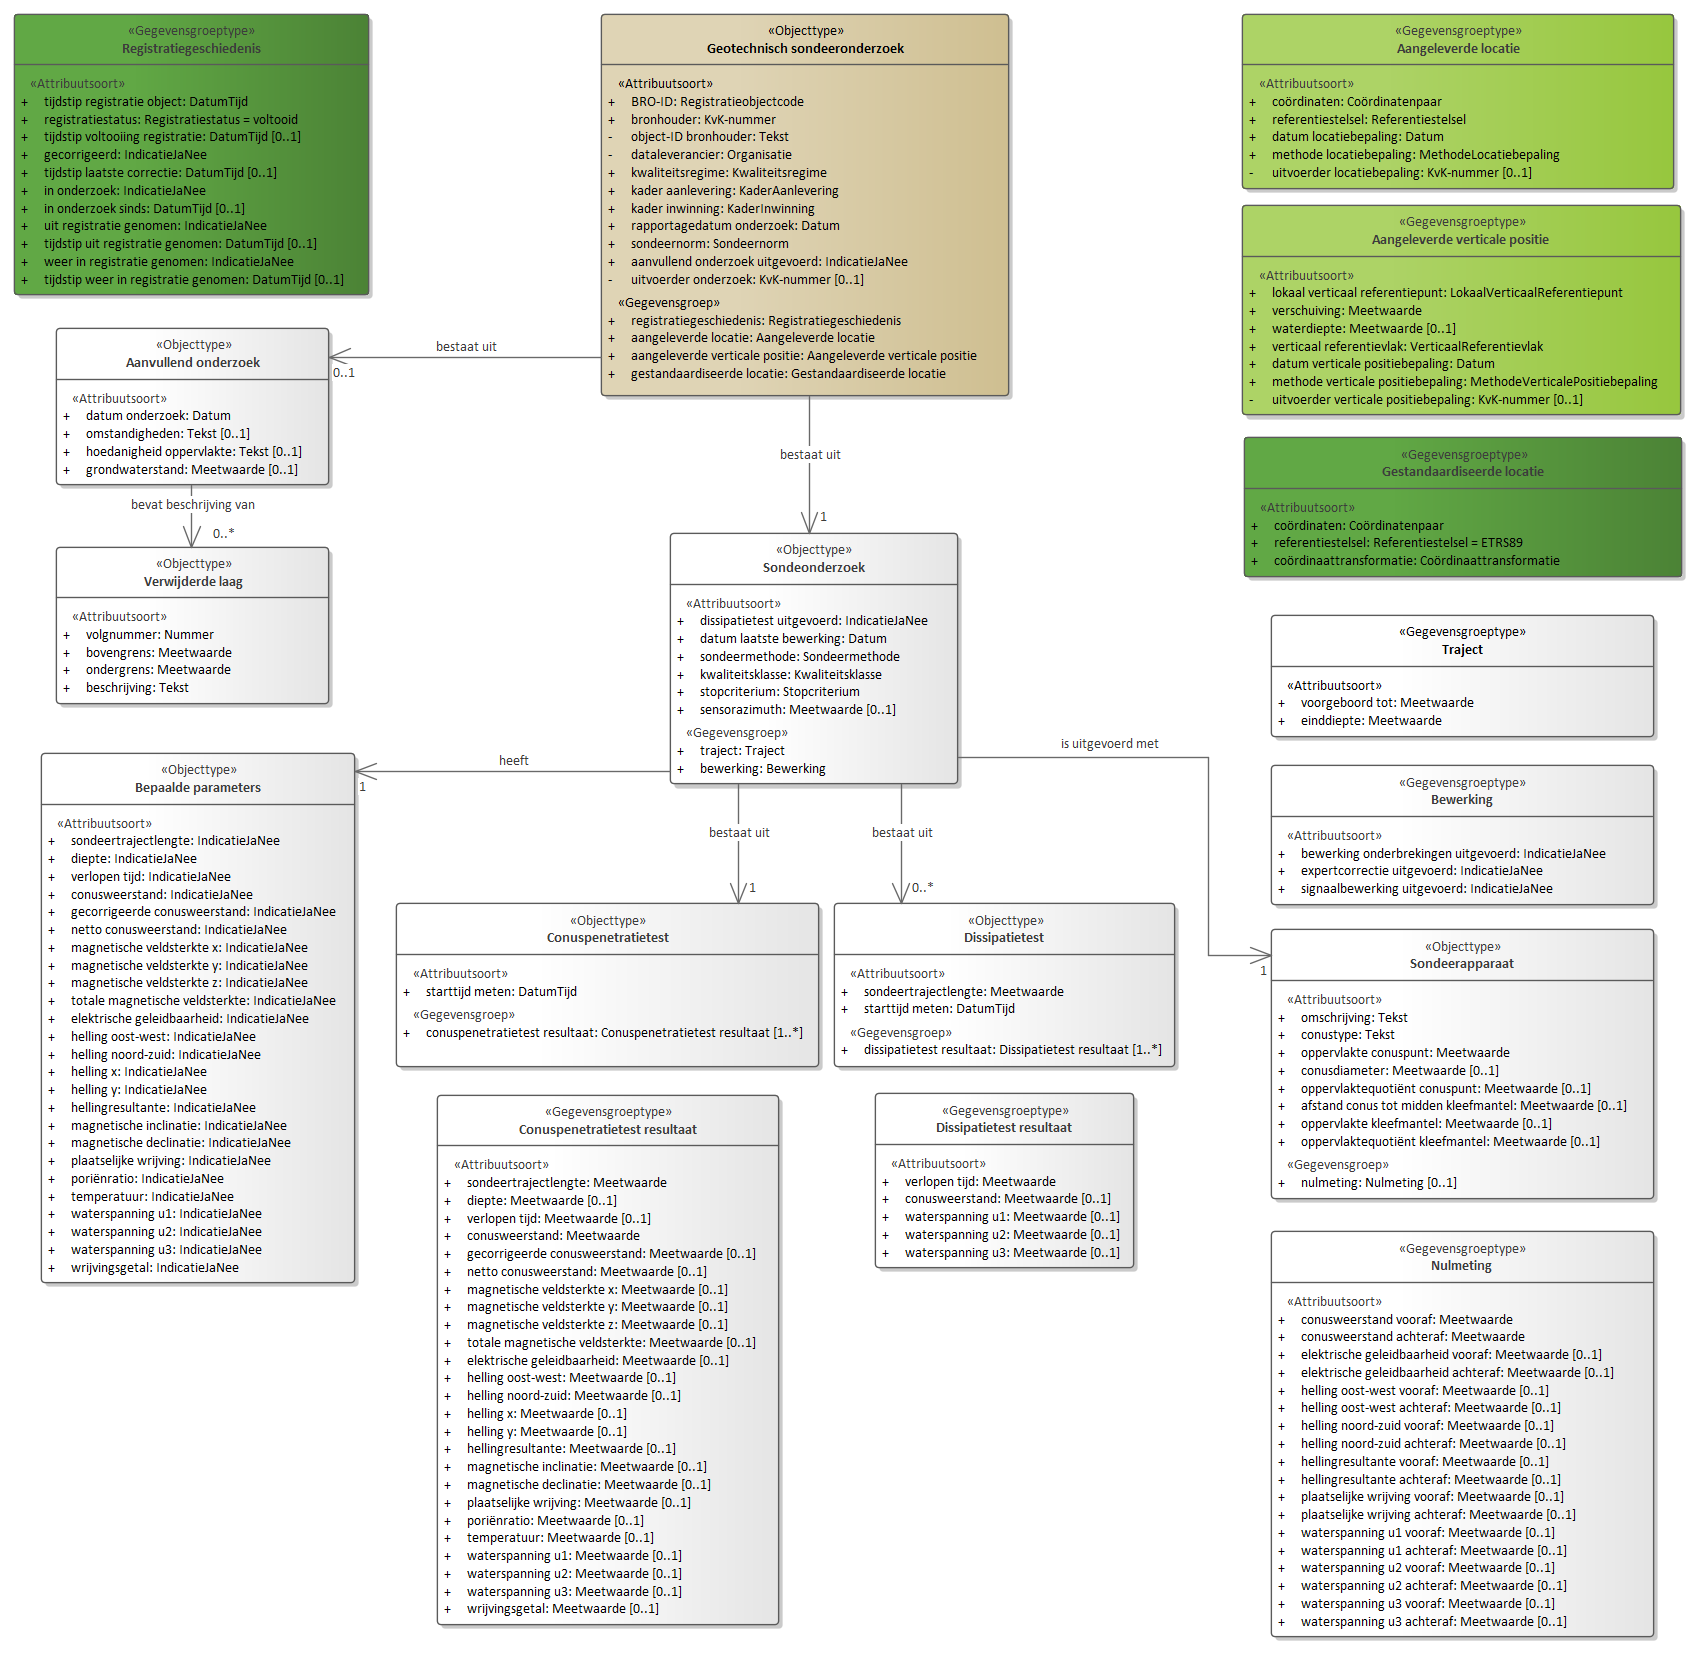 «Gegevensgroeptype»
Registratiegeschiedenis
«Attribuutsoort»
+ tijdstip registratie object: DatumTijd
+ registratiestatus: Registratiestatus = voltooid
+ tijdstip voltooiing registratie: DatumTijd [0..1]
+ gecorrigeerd: IndicatieJaNee
+ tijdstip laatste correctie: DatumTijd [0..1]
+ in onderzoek: IndicatieJaNee
+ in onderzoek sinds: DatumTijd [0..1]
+ uit registratie genomen: IndicatieJaNee
+ tijdstip uit registratie genomen: DatumTijd [0..1]
+ weer in registratie genomen: IndicatieJaNee
+ tijdstip weer in registratie genomen: DatumTijd [0..1]
«Objecttype»
Geotechnisch sondeeronderzoek
«Attribuutsoort»
+ BRO-ID: Registratieobjectcode
+ bronhouder: KvK-nummer
- object-ID bronhouder: Tekst
- dataleverancier: Organisatie
+ kwaliteitsregime: Kwaliteitsregime
+ kader aanlevering: KaderAanlevering
+ kader inwinning: KaderInwinning
+ rapportagedatum onderzoek: Datum
+ sondeernorm: Sondeernorm
+ aanvullend onderzoek uitgevoerd: IndicatieJaNee
- uitvoerder onderzoek: KvK-nummer [0..1]
«Gegevensgroep»
+ registratiegeschiedenis: Registratiegeschiedenis
+ aangeleverde locatie: Aangeleverde locatie
+ aangeleverde verticale positie: Aangeleverde verticale positie
+ gestandaardiseerde locatie: Gestandaardiseerde locatie
«Gegevensgroeptype»
Aangeleverde locatie
«Attribuutsoort»
+ coördinaten: Coördinatenpaar
+ referentiestelsel: Referentiestelsel
+ datum locatiebepaling: Datum
+ methode locatiebepaling: MethodeLocatiebepaling
- uitvoerder locatiebepaling: KvK-nummer [0..1]
«Gegevensgroeptype»
Aangeleverde verticale positie
«Attribuutsoort»
+ lokaal verticaal referentiepunt: LokaalVerticaalReferentiepunt
+ verschuiving: Meetwaarde
+ waterdiepte: Meetwaarde [0..1]
+ verticaal referentievlak: VerticaalReferentievlak
+ datum verticale positiebepaling: Datum
+ methode verticale positiebepaling: MethodeVerticalePositiebepaling
- uitvoerder verticale positiebepaling: KvK-nummer [0..1]
«Gegevensgroeptype»
Gestandaardiseerde locatie
«Attribuutsoort»
+ coördinaten: Coördinatenpaar
+ referentiestelsel: Referentiestelsel = ETRS89
+ coördinaattransformatie: Coördinaattransformatie
bestaat uit
0..1
«Objecttype»
Aanvullend onderzoek
«Attribuutsoort»
+ datum onderzoek: Datum
+ omstandigheden: Tekst [0..1]
+ hoedanigheid oppervlakte: Tekst [0..1]
+ grondwaterstand: Meetwaarde [0..1]
bevat beschrijving van
0..*
«Objecttype»
Verwijderde laag
«Attribuutsoort»
+ volgnummer: Nummer
+ bovengrens: Meetwaarde
+ ondergrens: Meetwaarde
+ beschrijving: Tekst
bestaat uit
1
«Objecttype»
Sondeonderzoek
«Attribuutsoort»
+ dissipatietest uitgevoerd: IndicatieJaNee
+ datum laatste bewerking: Datum
+ sondeermethode: Sondeermethode
+ kwaliteitsklasse: Kwaliteitsklasse
+ stopcriterium: Stopcriterium
+ sensorazimuth: Meetwaarde [0..1]
«Gegevensgroep»
+ traject: Traject
+ bewerking: Bewerking
«Gegevensgroeptype»
Traject
«Attribuutsoort»
+ voorgeboord tot: Meetwaarde
+ einddiepte: Meetwaarde
«Gegevensgroeptype»
Bewerking
«Attribuutsoort»
+ bewerking onderbrekingen uitgevoerd: IndicatieJaNee
+ expertcorrectie uitgevoerd: IndicatieJaNee
+ signaalbewerking uitgevoerd: IndicatieJaNee
heeft
1
is uitgevoerd met
1
bestaat uit
1
bestaat uit
0..*
«Objecttype»
Bepaalde parameters
«Attribuutsoort»
+ sondeertrajectlengte: IndicatieJaNee
+ diepte: IndicatieJaNee
+ verlopen tijd: IndicatieJaNee
+ conusweerstand: IndicatieJaNee
+ gecorrigeerde conusweerstand: IndicatieJaNee
+ netto conusweerstand: IndicatieJaNee
+ magnetische veldsterkte x: IndicatieJaNee
+ magnetische veldsterkte y: IndicatieJaNee
+ magnetische veldsterkte z: IndicatieJaNee
+ totale magnetische veldsterkte: IndicatieJaNee
+ elektrische geleidbaarheid: IndicatieJaNee
+ helling oost-west: IndicatieJaNee
+ helling noord-zuid: IndicatieJaNee
+ helling x: IndicatieJaNee
+ helling y: IndicatieJaNee
+ hellingresultante: IndicatieJaNee
+ magnetische inclinatie: IndicatieJaNee
+ magnetische declinatie: IndicatieJaNee
+ plaatselijke wrijving: IndicatieJaNee
+ poriënratio: IndicatieJaNee
+ temperatuur: IndicatieJaNee
+ waterspanning u1: IndicatieJaNee
+ waterspanning u2: IndicatieJaNee
+ waterspanning u3: IndicatieJaNee
+ wrijvingsgetal: IndicatieJaNee
«Objecttype»
Conuspenetratietest
«Attribuutsoort»
+ starttijd meten: DatumTijd
«Gegevensgroep»
+ conuspenetratietest resultaat: Conuspenetratietest resultaat [1..*]
«Objecttype»
Dissipatietest
«Attribuutsoort»
+ sondeertrajectlengte: Meetwaarde
+ starttijd meten: DatumTijd
«Gegevensgroep»
+ dissipatietest resultaat: Dissipatietest resultaat [1..*]
«Objecttype»
Sondeerapparaat
«Attribuutsoort»
+ omschrijving: Tekst
+ conustype: Tekst
+ oppervlakte conuspunt: Meetwaarde
+ conusdiameter: Meetwaarde [0..1]
+ oppervlaktequotiënt conuspunt: Meetwaarde [0..1]
+ afstand conus tot midden kleefmantel: Meetwaarde [0..1]
+ oppervlakte kleefmantel: Meetwaarde [0..1]
+ oppervlaktequotiënt kleefmantel: Meetwaarde [0..1]
«Gegevensgroep»
+ nulmeting: Nulmeting [0..1]
«Gegevensgroeptype»
Conuspenetratietest resultaat
«Attribuutsoort»
+ sondeertrajectlengte: Meetwaarde
+ diepte: Meetwaarde [0..1]
+ verlopen tijd: Meetwaarde [0..1]
+ conusweerstand: Meetwaarde
+ gecorrigeerde conusweerstand: Meetwaarde [0..1]
+ netto conusweerstand: Meetwaarde [0..1]
+ magnetische veldsterkte x: Meetwaarde [0..1]
+ magnetische veldsterkte y: Meetwaarde [0..1]
+ magnetische veldsterkte z: Meetwaarde [0..1]
+ totale magnetische veldsterkte: Meetwaarde [0..1]
+ elektrische geleidbaarheid: Meetwaarde [0..1]
+ helling oost-west: Meetwaarde [0..1]
+ helling noord-zuid: Meetwaarde [0..1]
+ helling x: Meetwaarde [0..1]
+ helling y: Meetwaarde [0..1]
+ hellingresultante: Meetwaarde [0..1]
+ magnetische inclinatie: Meetwaarde [0..1]
+ magnetische declinatie: Meetwaarde [0..1]
+ plaatselijke wrijving: Meetwaarde [0..1]
+ poriënratio: Meetwaarde [0..1]
+ temperatuur: Meetwaarde [0..1]
+ waterspanning u1: Meetwaarde [0..1]
+ waterspanning u2: Meetwaarde [0..1]
+ waterspanning u3: Meetwaarde [0..1]
+ wrijvingsgetal: Meetwaarde [0..1]
«Gegevensgroeptype»
Dissipatietest resultaat
«Attribuutsoort»
+ verlopen tijd: Meetwaarde
+ conusweerstand: Meetwaarde [0..1]
+ waterspanning u1: Meetwaarde [0..1]
+ waterspanning u2: Meetwaarde [0..1]
+ waterspanning u3: Meetwaarde [0..1]
«Gegevensgroeptype»
Nulmeting
«Attribuutsoort»
+ conusweerstand vooraf: Meetwaarde
+ conusweerstand achteraf: Meetwaarde
+ elektrische geleidbaarheid vooraf: Meetwaarde [0..1]
+ elektrische geleidbaarheid achteraf: Meetwaarde [0..1]
+ helling oost-west vooraf: Meetwaarde [0..1]
+ helling oost-west achteraf: Meetwaarde [0..1]
+ helling noord-zuid vooraf: Meetwaarde [0..1]
+ helling noord-zuid achteraf: Meetwaarde [0..1]
+ hellingresultante vooraf: Meetwaarde [0..1]
+ hellingresultante achteraf: Meetwaarde [0..1]
+ plaatselijke wrijving vooraf: Meetwaarde [0..1]
+ plaatselijke wrijving achteraf: Meetwaarde [0..1]
+ waterspanning u1 vooraf: Meetwaarde [0..1]
+ waterspanning u1 achteraf: Meetwaarde [0..1]
+ waterspanning u2 vooraf: Meetwaarde [0..1]
+ waterspanning u2 achteraf: Meetwaarde [0..1]
+ waterspanning u3 vooraf: Meetwaarde [0..1]
+ waterspanning u3 achteraf: Meetwaarde [0..1]